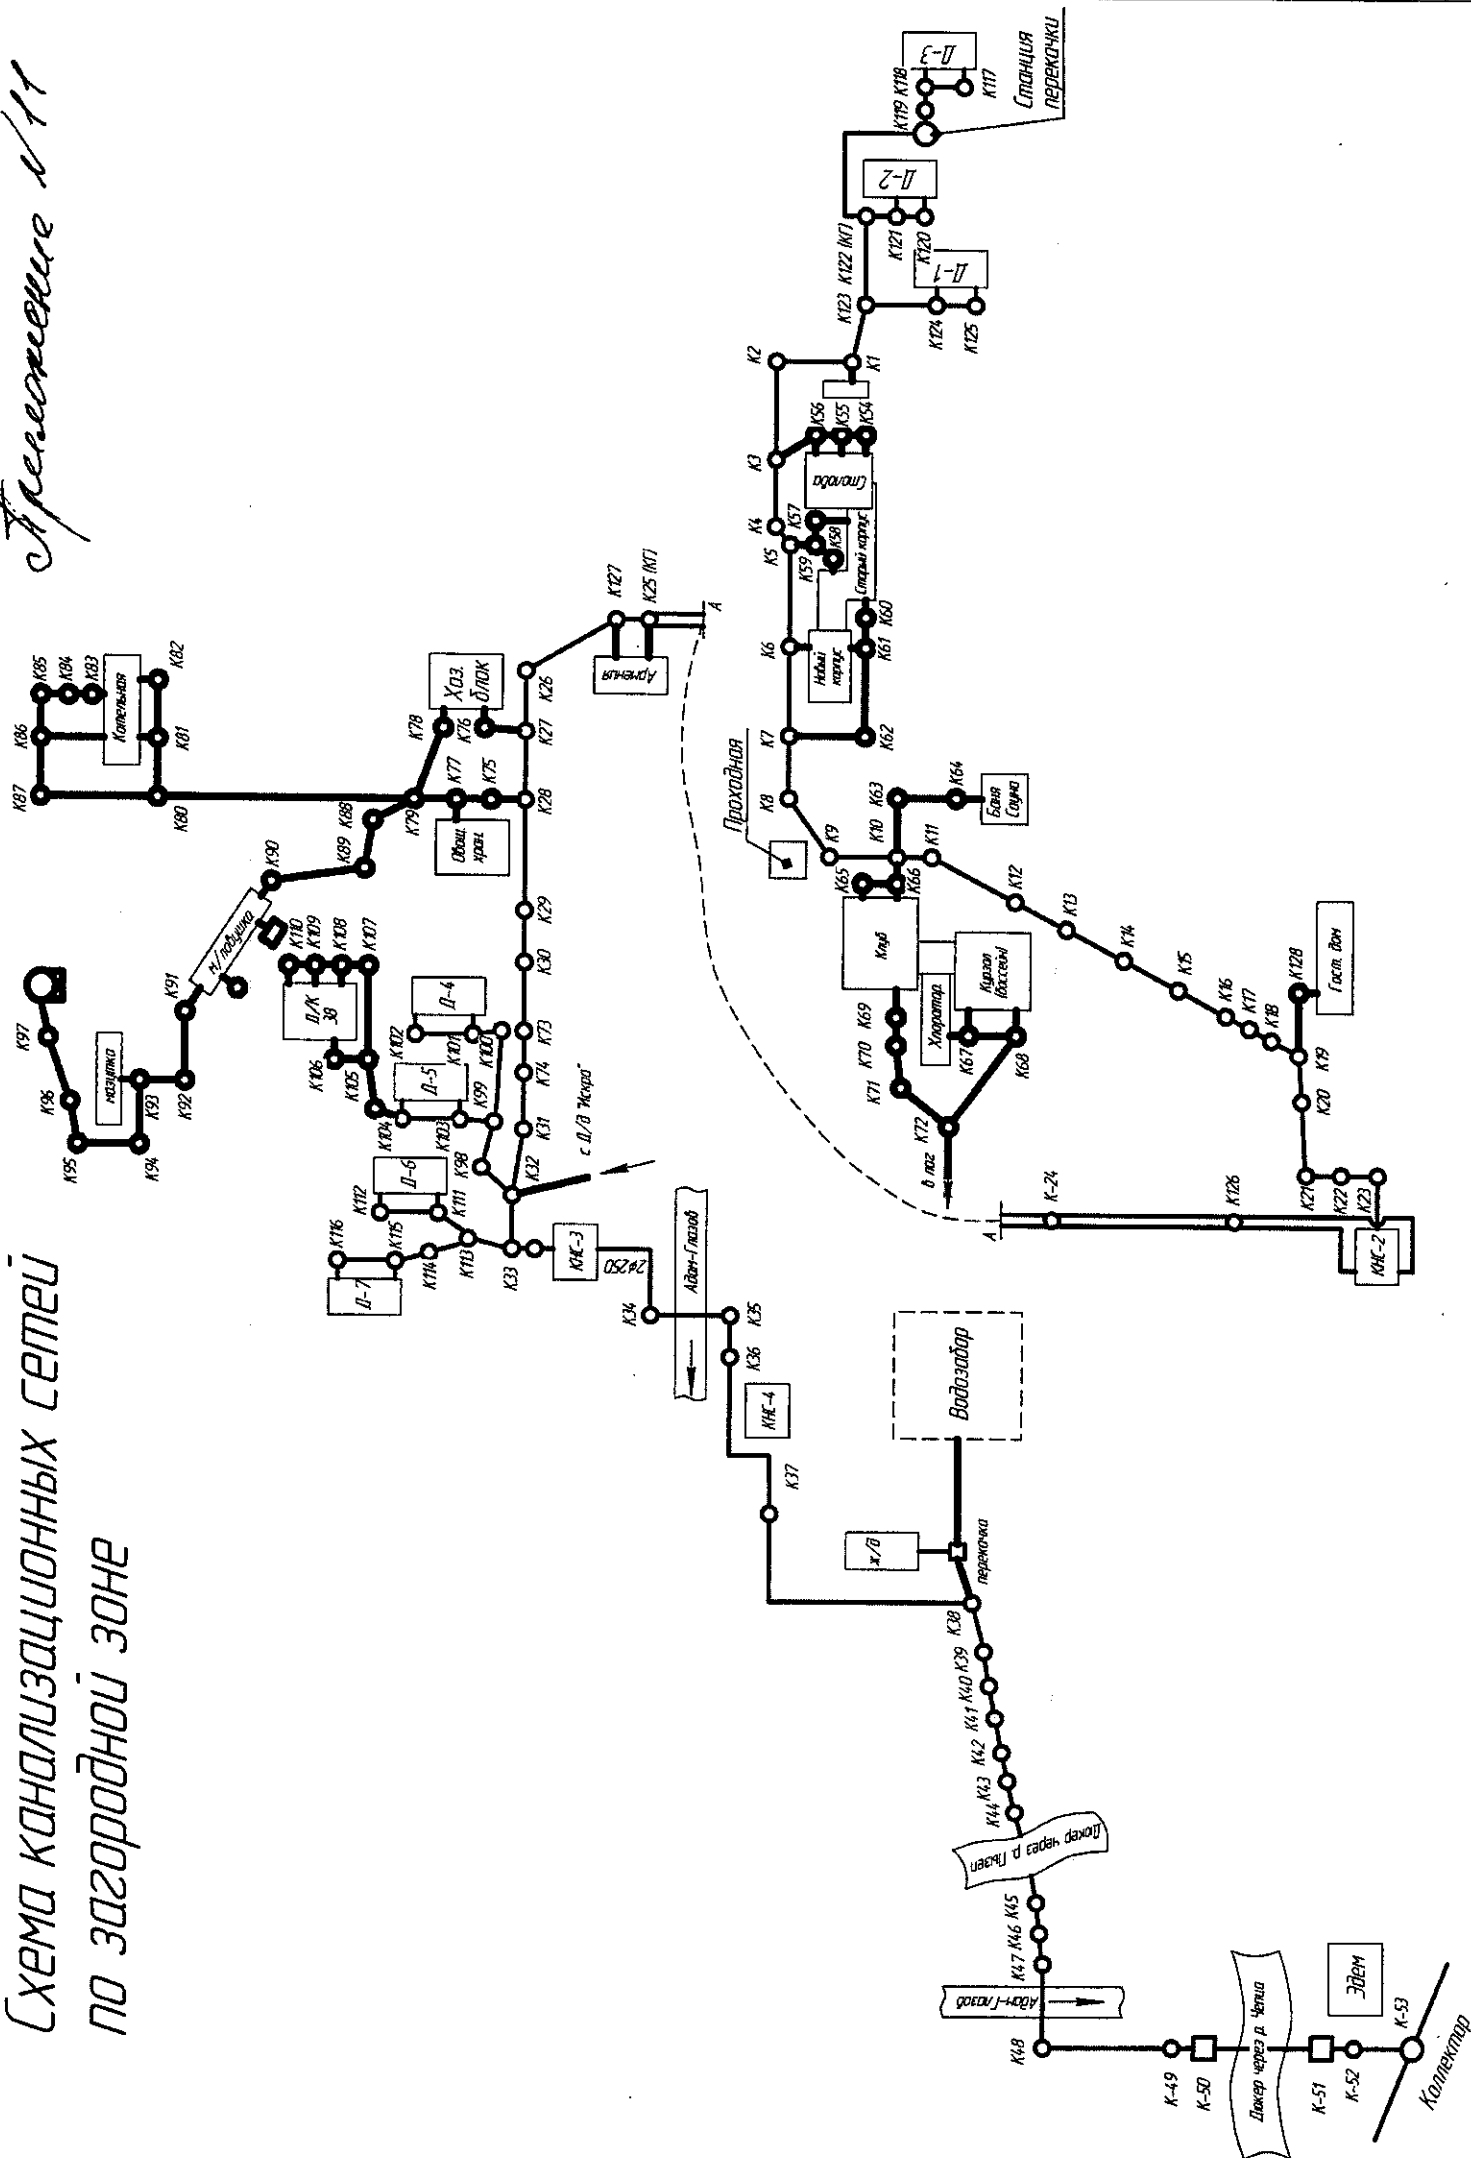 Приложение №11
Схема канализационных сетей
по загородной зоне
К97
К96
К95
К94
К93
К92
К91
м/ловушка
К90
К89
К88
К87
К86
К85
К84
К83
Котельная
К82
К81
К80
К79
К78
К76
Хоз.
блок
К77
К75
Овощ.
хран.
К110
К109
К108
К107
Д/К
38
К106
К105
К104
К103
Д-5
К102
К101
К100
Д-4
К99
К98
К112
К111
Д-6
К116
К115
Д-7
К114
К113
К33
К32
К31
К74
К73
К30
К29
К28
К27
К26
К127
К25 (КГ)
Армения
А
с Д/О "Искра"
КНС-3
2ф250
К34
Адам-Глазов
К35
К36
КНС-4
К37
Водозабор
ж/д
перекачка
К38
К39
К40
К41
К42
К43
К44
Дюкер через р. Пызеп
К45
К46
К47
Адам-Глазов
К48
К-49
К-50
Дюкер через р. Чепца
К-51
К-52
К-53
Эдем
Коллектор
Д-3
К118
К117
К119
Станция
перекачки
Д-2
К122 (КГ)
К121
К120
Д-1
К123
К124
К125
К1
К2
К3
К56
К55
К54
Столова
К4
К5
К57
К58
К59
Старый корпус
К60
К61
К62
Новый
корпус
К6
К7
К8
Проходная
К9
К10
К63
К64
Баня
Сауна
К11
К65
К66
Клуб
Курзал
(бассейн)
Хлоратор.
К67
К68
К69
К70
К71
К72
в лог
К12
К13
К14
К15
К16
К17
К18
К19
К128
Гост. дом
К20
К21
К22
К23
КНС-2
К126
К-24
А